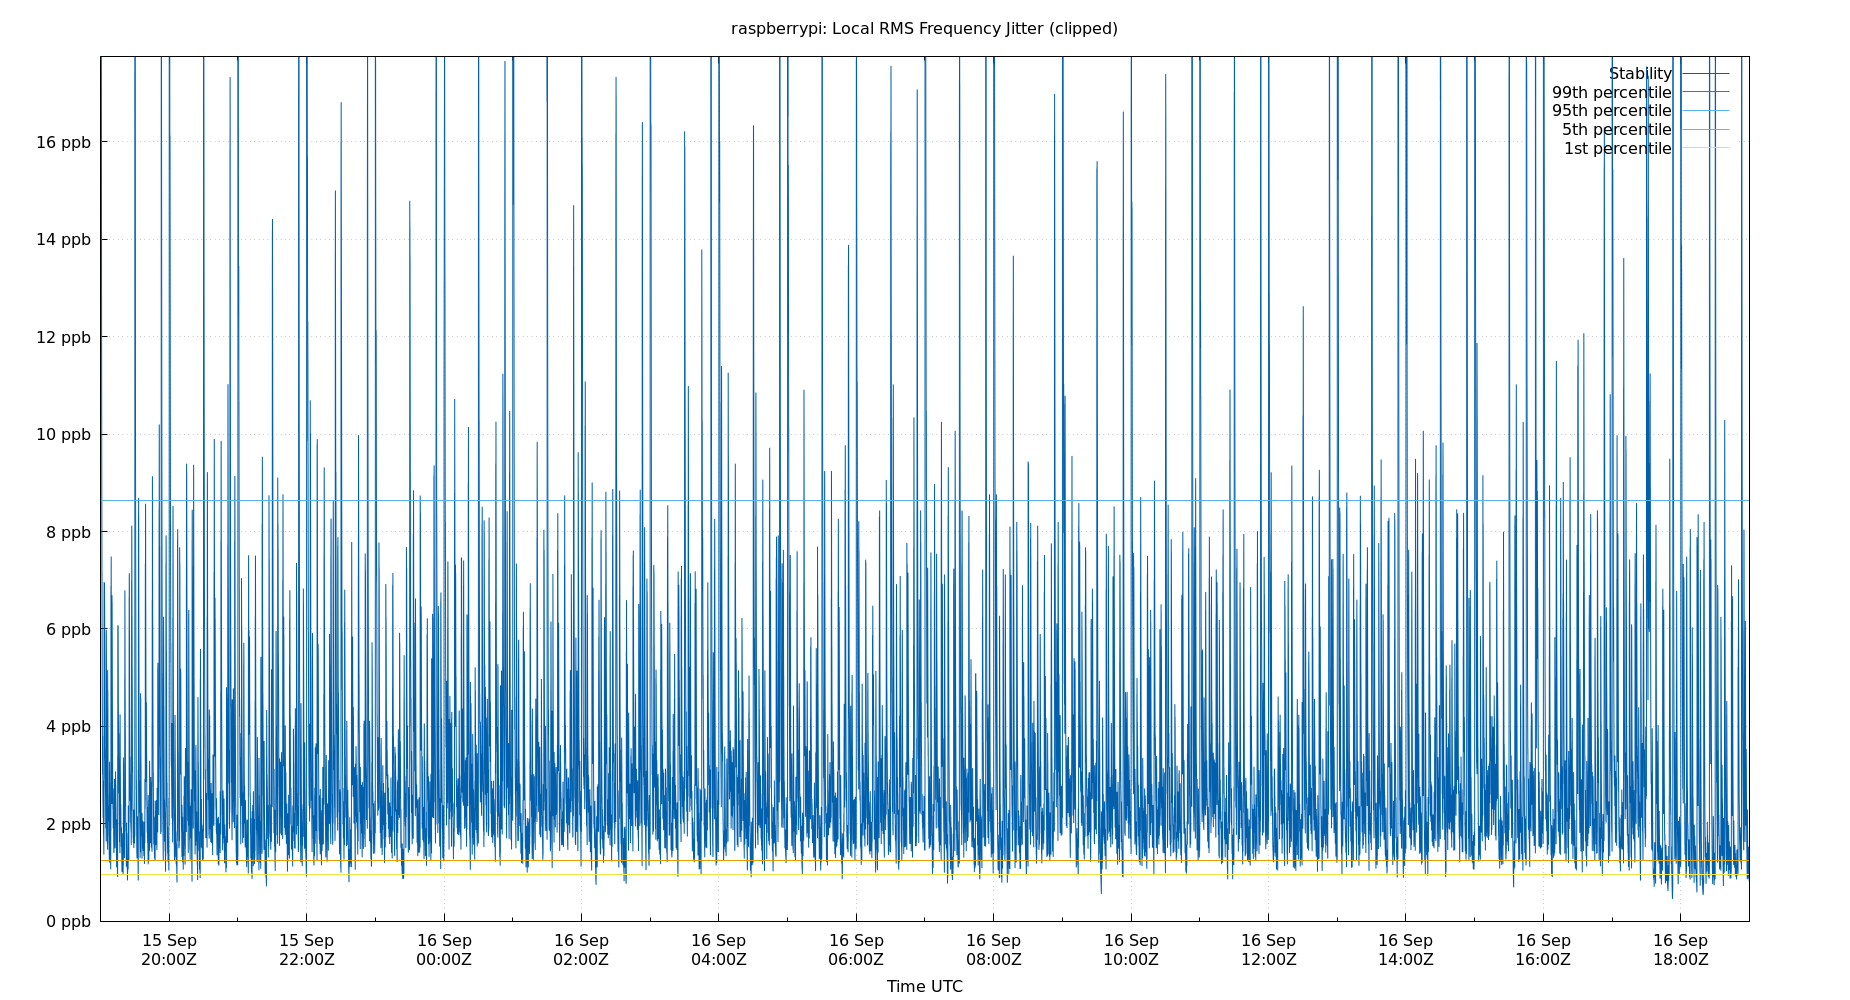 raspberrypi: Local RMS Frequency Jitter (clipped)
Stability
99th percentile
95th percentile
5th percentile
1st percentile
16 ppb
14 ppb
12 ppb
10 ppb
8 ppb
6 ppb
4 ppb
2 ppb
0 ppb
15 Sep 15 Sep 16 Sep 16 Sep 16 Sep 16 Sep 16 Sep 16 Sep 16 Sep 16 Sep 16 Sep 16 Sep
20:00Z 22:00Z 00:00Z 02:00Z 04:00Z 06:00Z 08:00Z 10:00Z 12:00Z 14:00Z 16:00Z 18:00Z
Time UTC